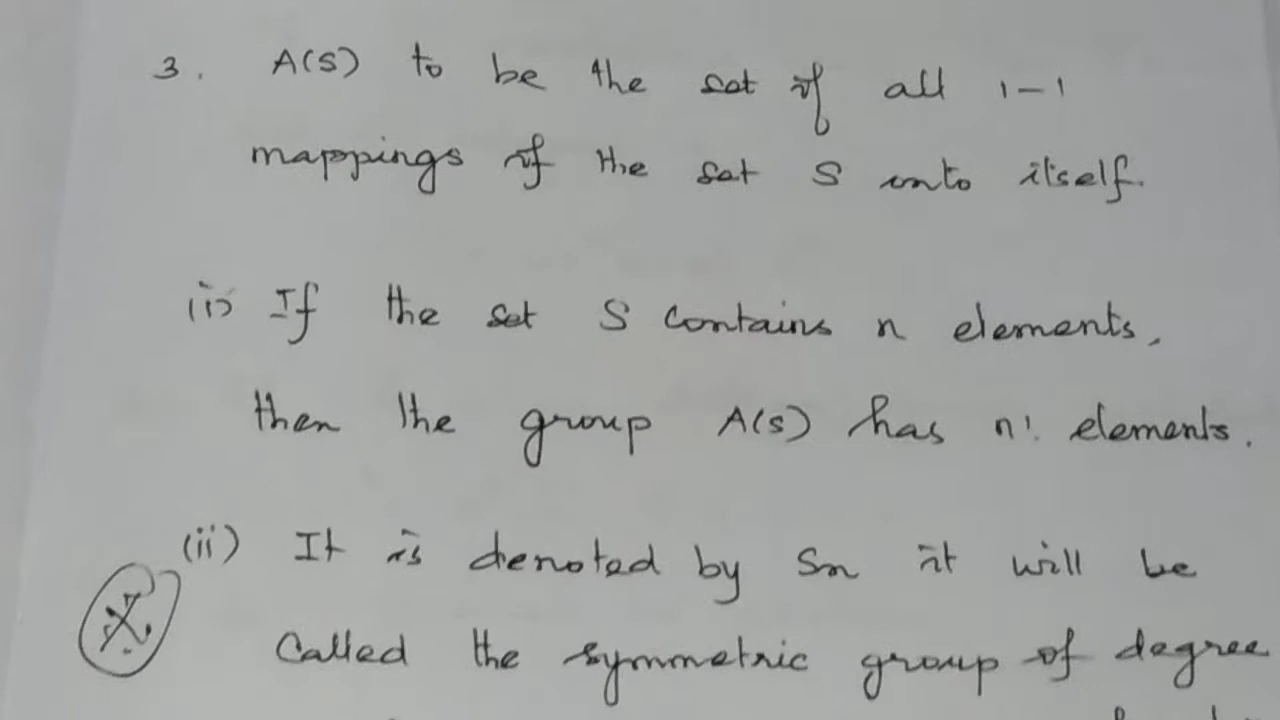 3. A(S) to be the set of all 1-1
mappings of the set S onto itself.
(i) If the set S contains n elements,
then the group A(S) has n! elements.
(ii) It is denoted by Sn it will be
Called the symmetric group of degree